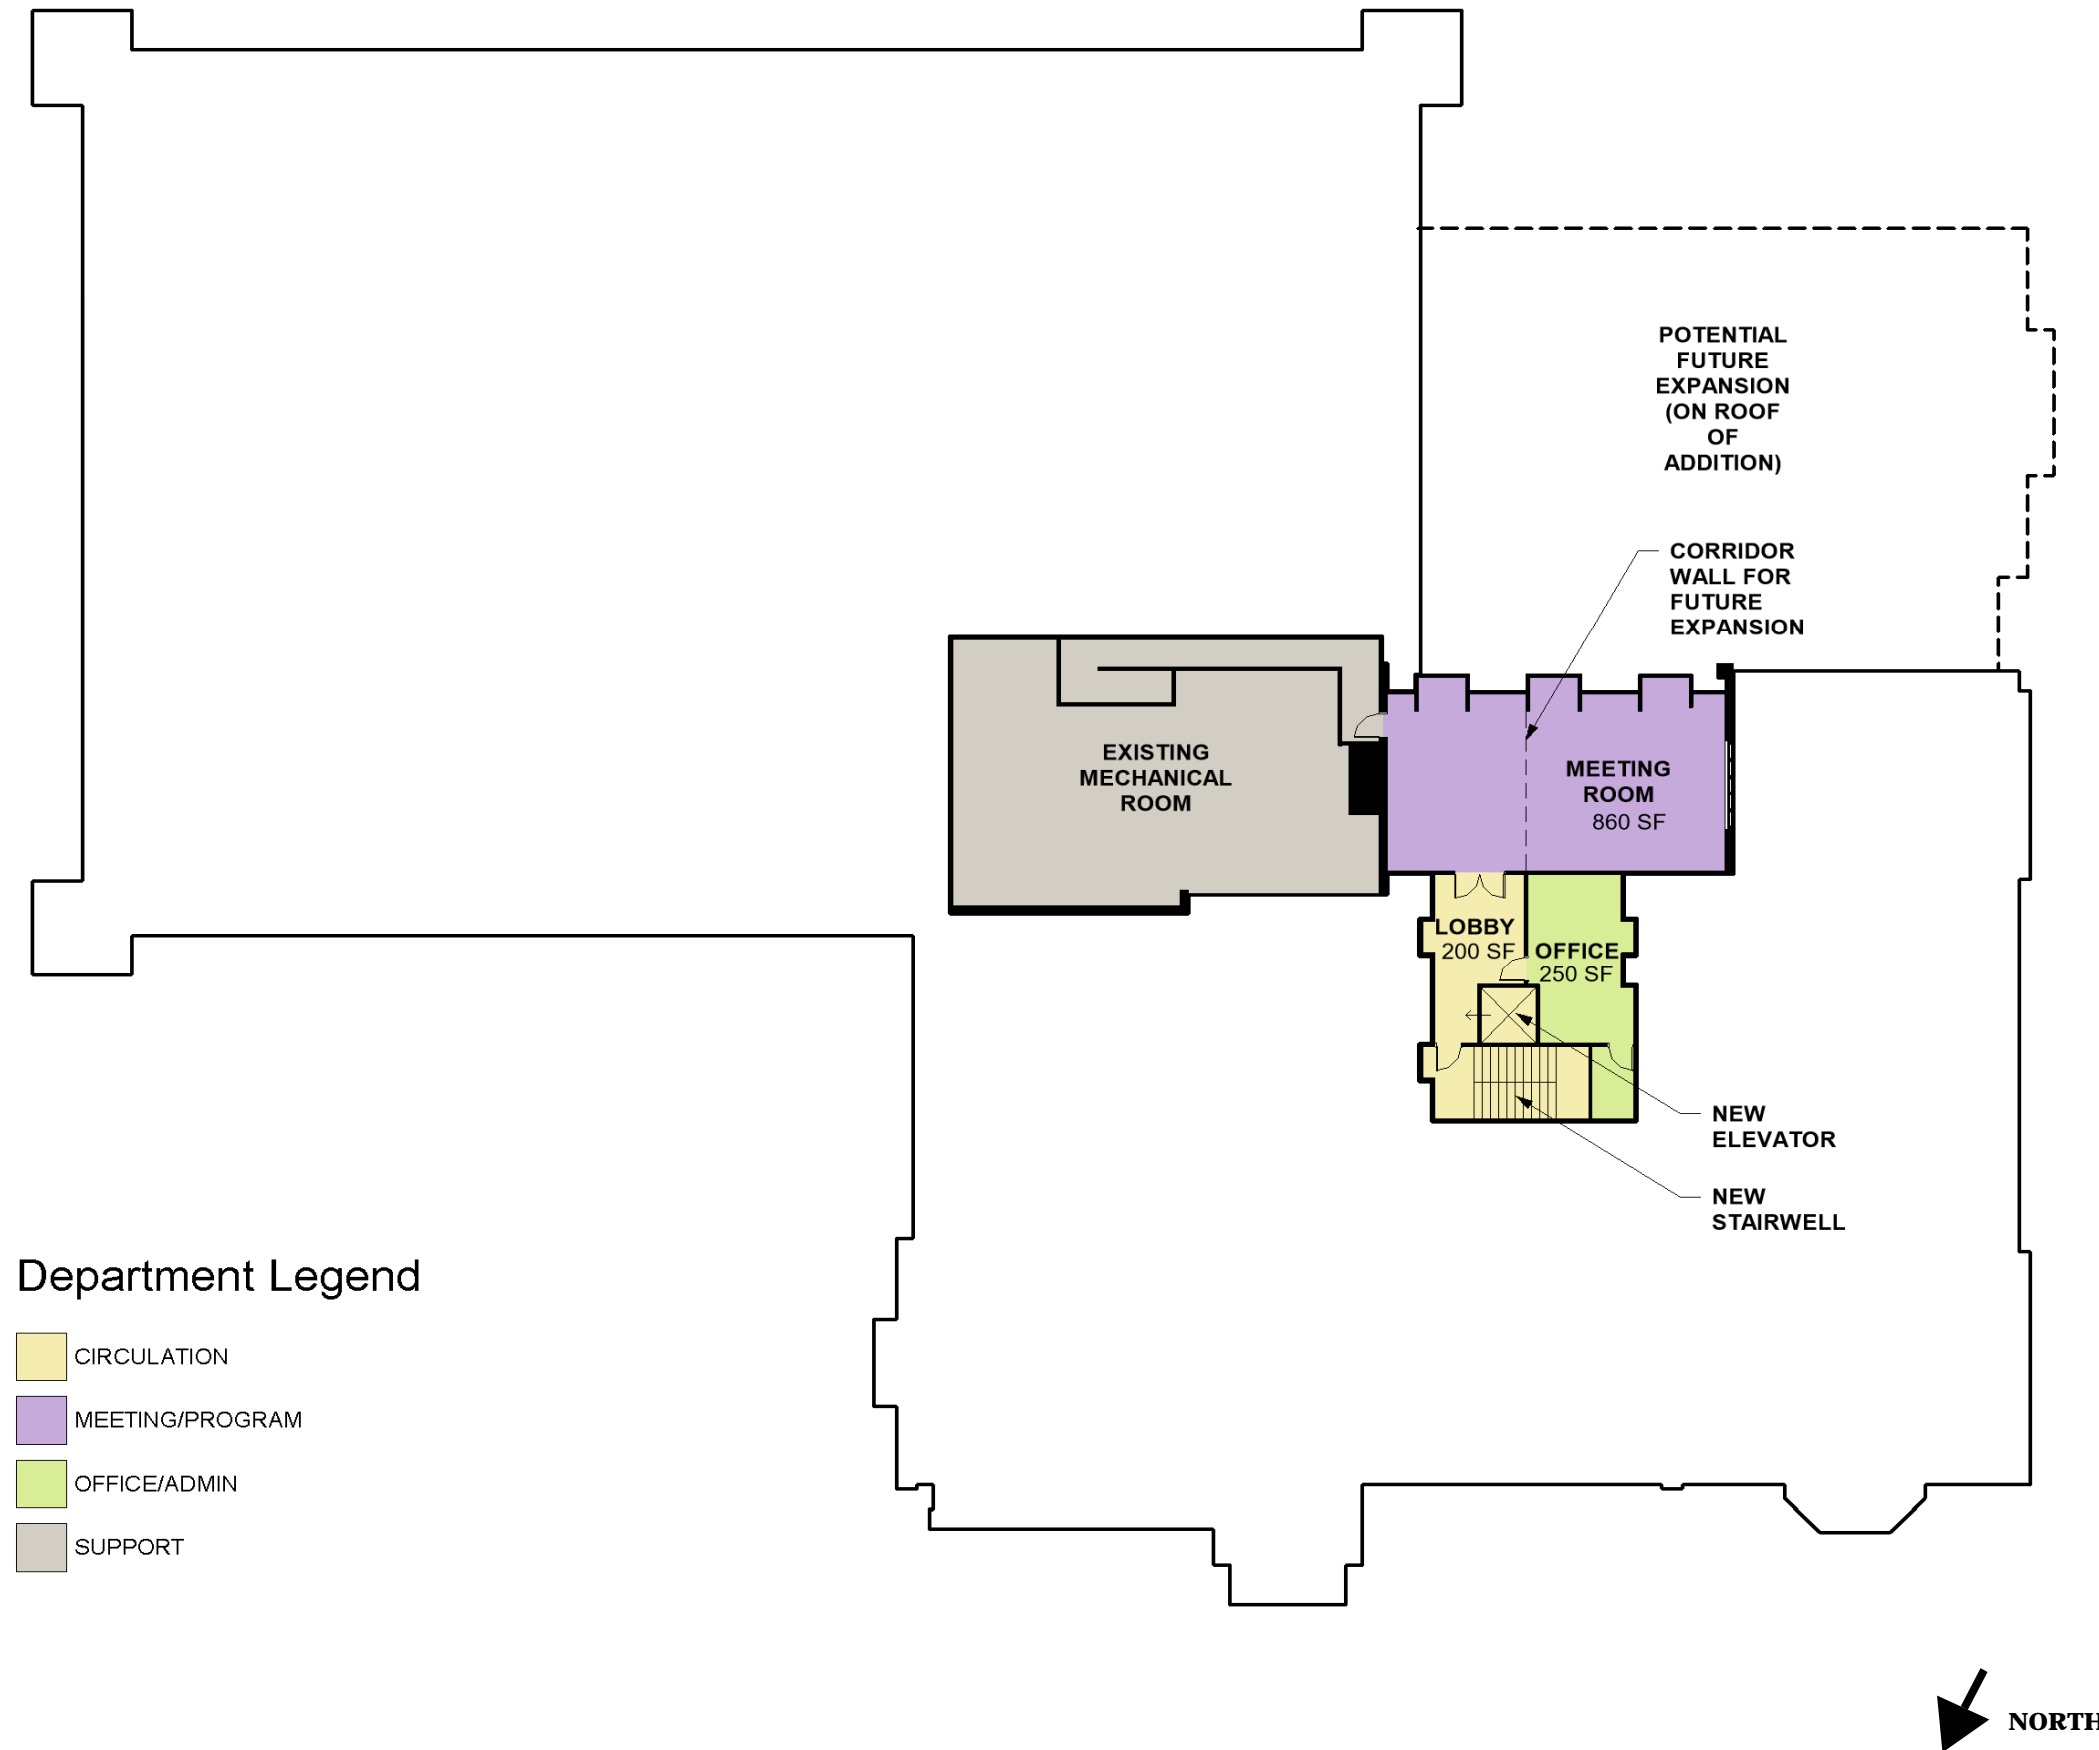 POTENTIAL
FUTURE
EXPANSION
(ON ROOF
OF
ADDITION)
CORRIDOR
WALL FOR
FUTURE
EXPANSION
EXISTING
MECHANICAL
ROOM
MEETING
ROOM
860 SF
LOBBY
200 SF
OFFICE
250 SF
NEW
ELEVATOR
NEW
STAIRWELL
Department Legend
CIRCULATION
MEETING/PROGRAM
OFFICE/ADMIN
SUPPORT
NORTH